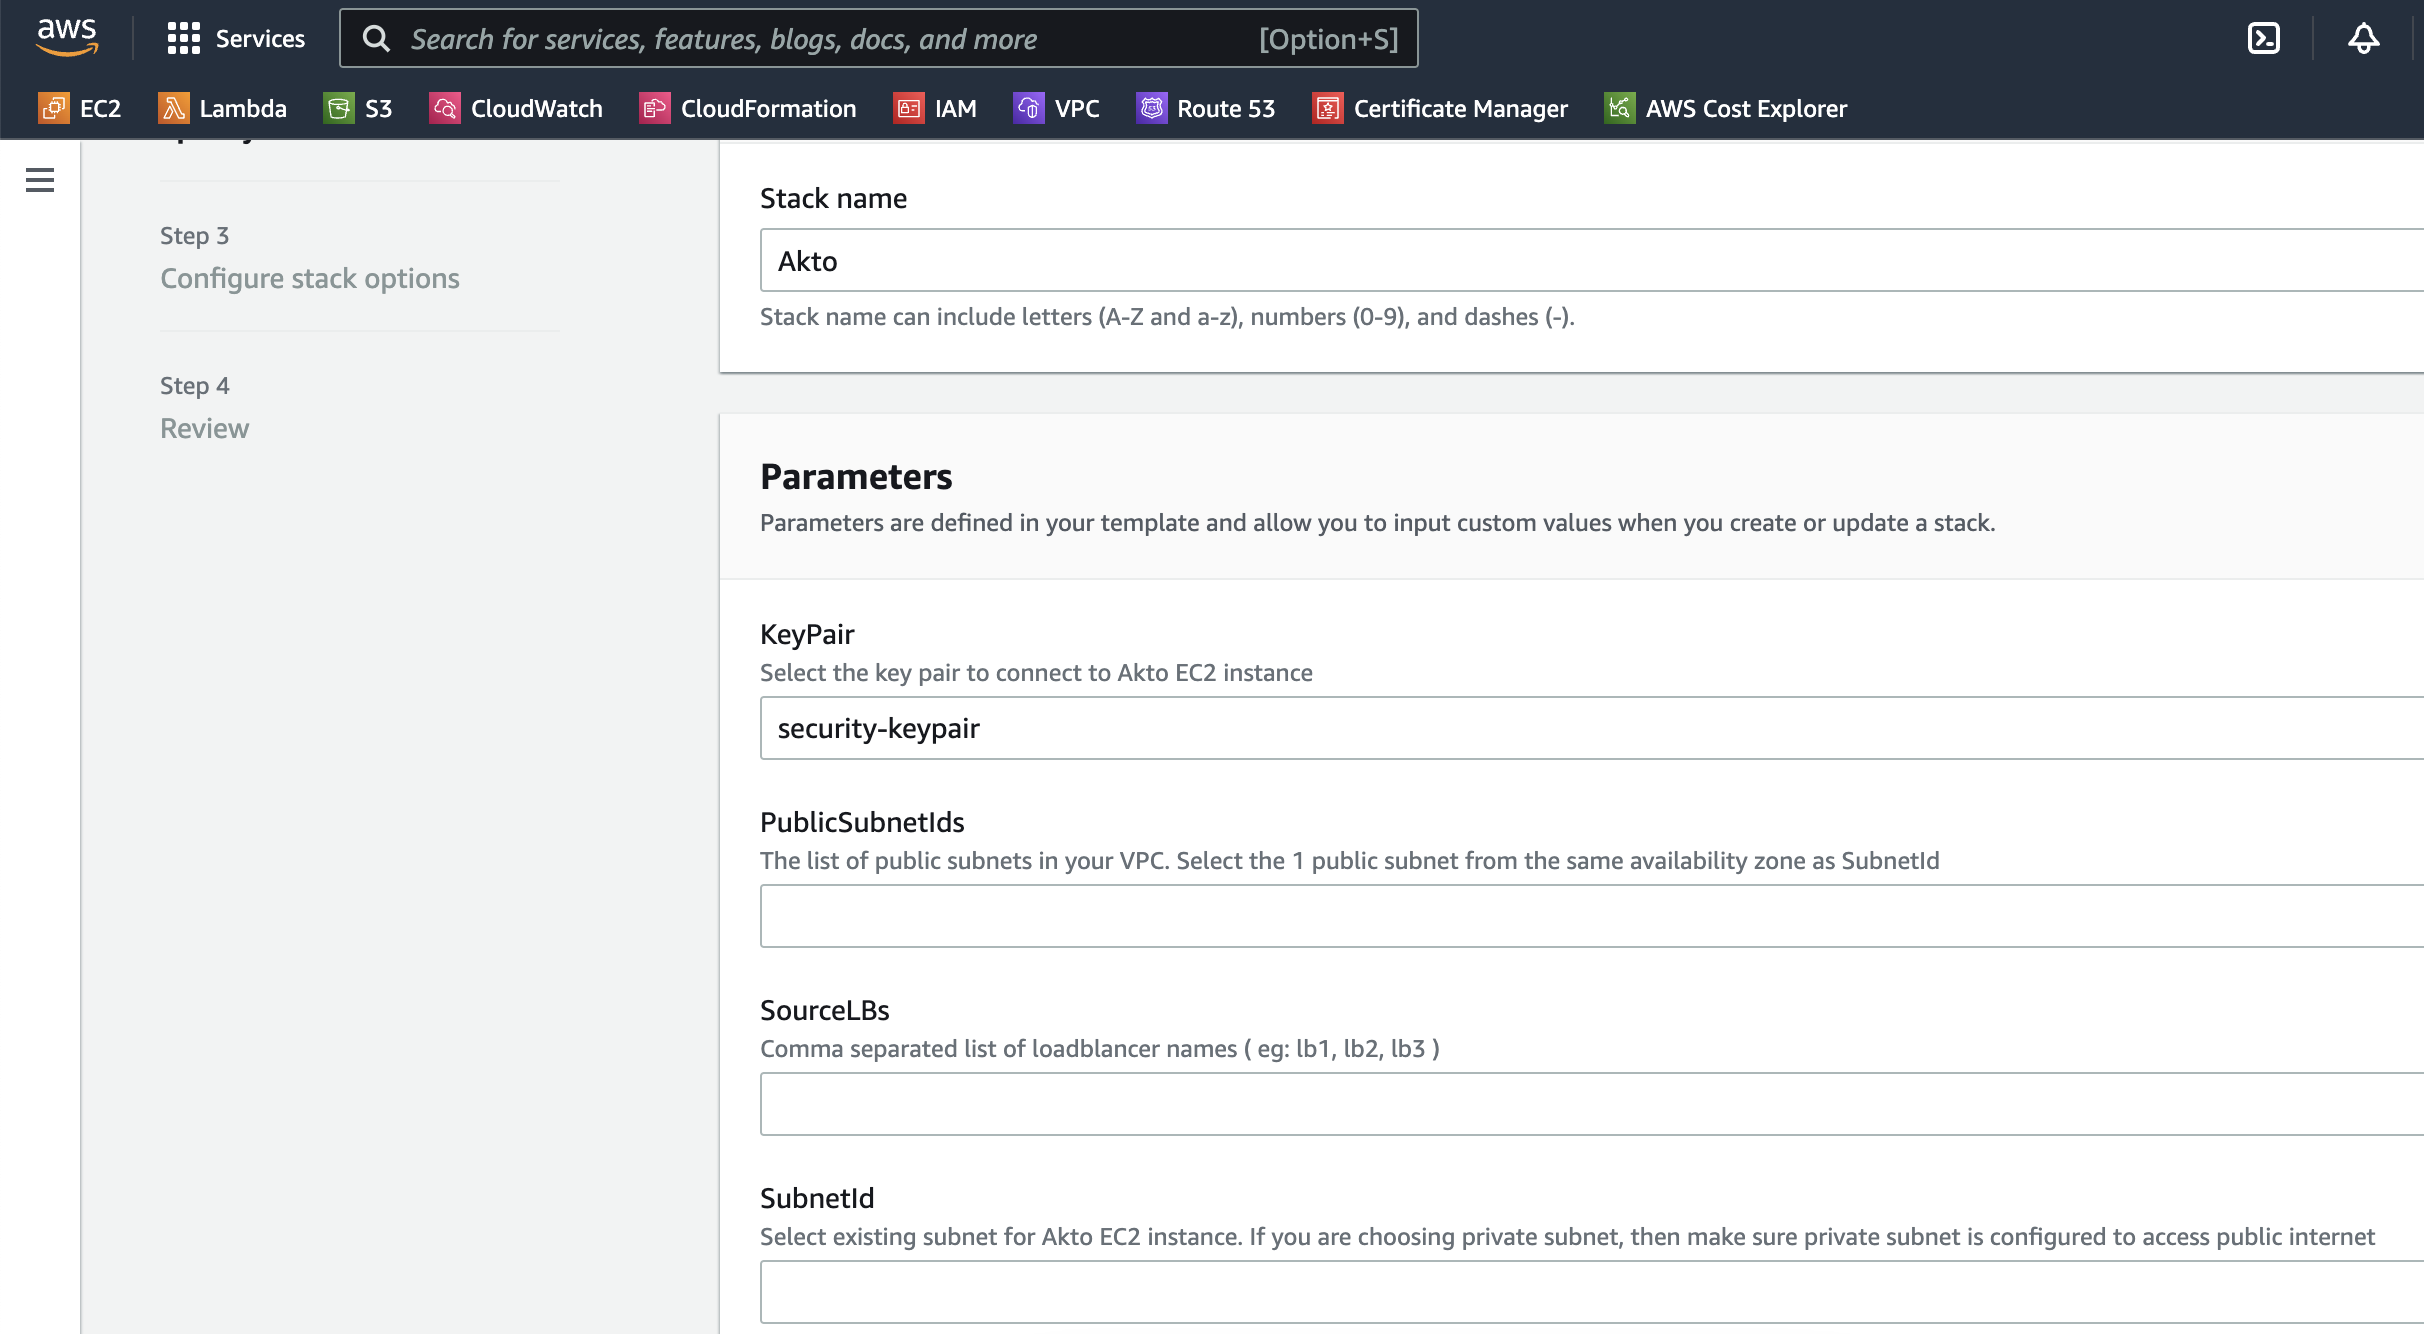 aws
Services
Search for services, features, blogs, docs, and more
[Option+S]
EC2
Lambda
S3
CloudWatch
CloudFormation
IAM
VPC
Route 53
Certificate Manager
AWS Cost Explorer
Step 3
Configure stack options
Step 4
Review
Stack name
Akto
Stack name can include letters (A-Z and a-z), numbers (0-9), and dashes (-).
Parameters
Parameters are defined in your template and allow you to input custom values when you create or update a stack.
KeyPair
Select the key pair to connect to Akto EC2 instance
security-keypair
PublicSubnetIds
The list of public subnets in your VPC. Select the 1 public subnet from the same availability zone as SubnetId
SourceLBs
Comma separated list of loadblancer names ( eg: lb1, lb2, lb3 )
SubnetId
Select existing subnet for Akto EC2 instance. If you are choosing private subnet, then make sure private subnet is configured to access public internet